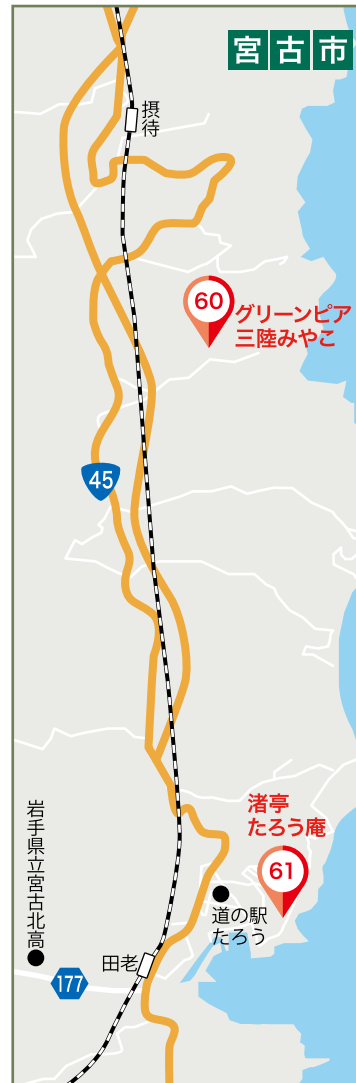 宮古市
摂待
60
グリーンピア
三陸みやこ
45
渚亭
たろう庵
61
岩手県立宮古北高
道の駅
たろう
田老
177